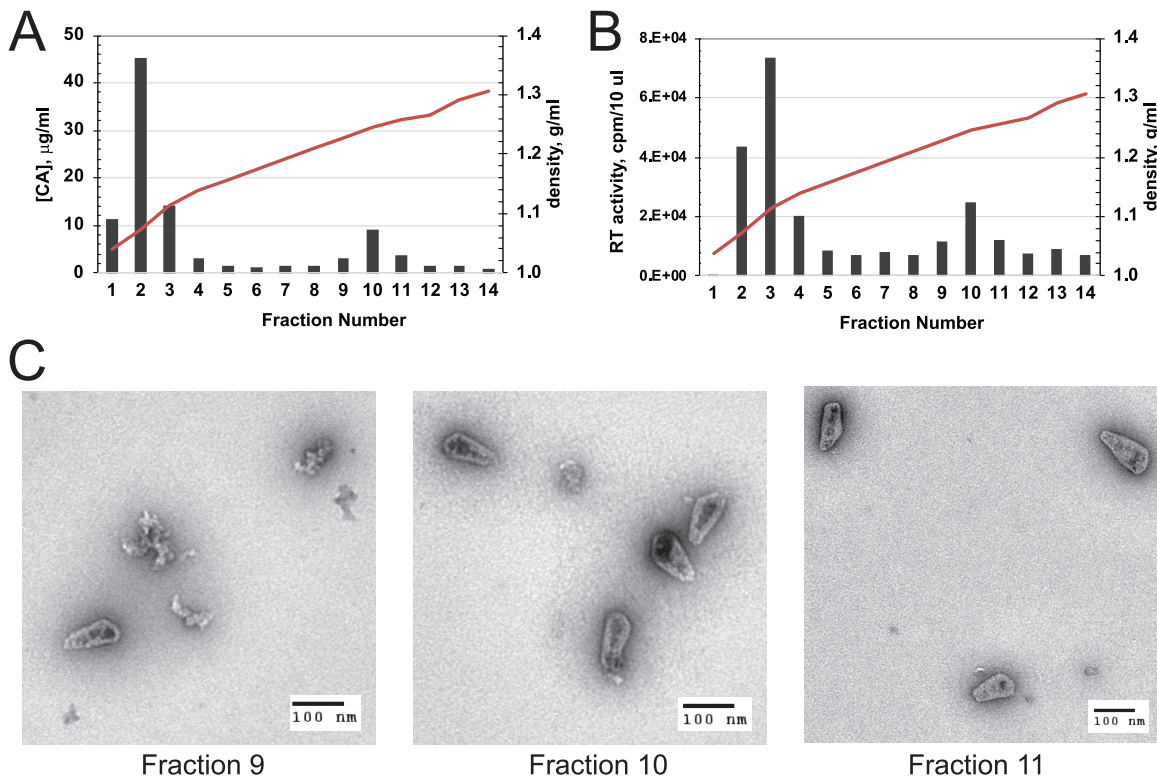 A
[CA], µg/ml
50
40
30
20
10
0
1.4
1.3
1.2
1.1
1.0
density, g/ml
1 2 3 4 5 6 7 8 9 10 11 12 13 14
Fraction Number
B
RT activity, cpm/10 ul
8.E+04
6.E+04
4.E+04
2.E+04
0.E+00
1.4
1.3
1.2
1.1
1.0
density, g/ml
1 2 3 4 5 6 7 8 9 10 11 12 13 14
Fraction Number
C
100 nm
100 nm
100 nm
Fraction 9
Fraction 10
Fraction 11